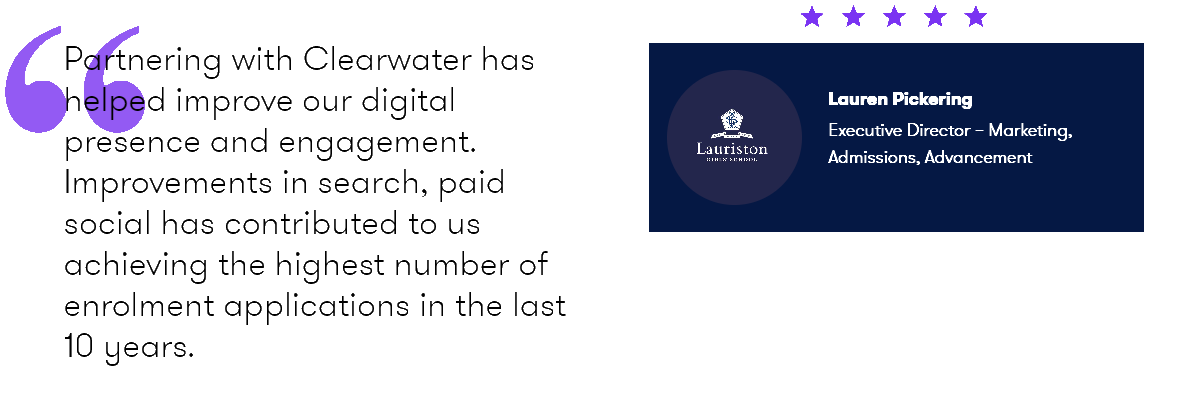 Partnering with Clearwater has
helped improve our digital
presence and engagement.
Improvements in search, paid
social has contributed to us
achieving the highest number of
enrolment applications in the last
10 years.
Lauriston
GIRLS' SCHOOL
Lauren Pickering
Executive Director – Marketing,
Admissions, Advancement